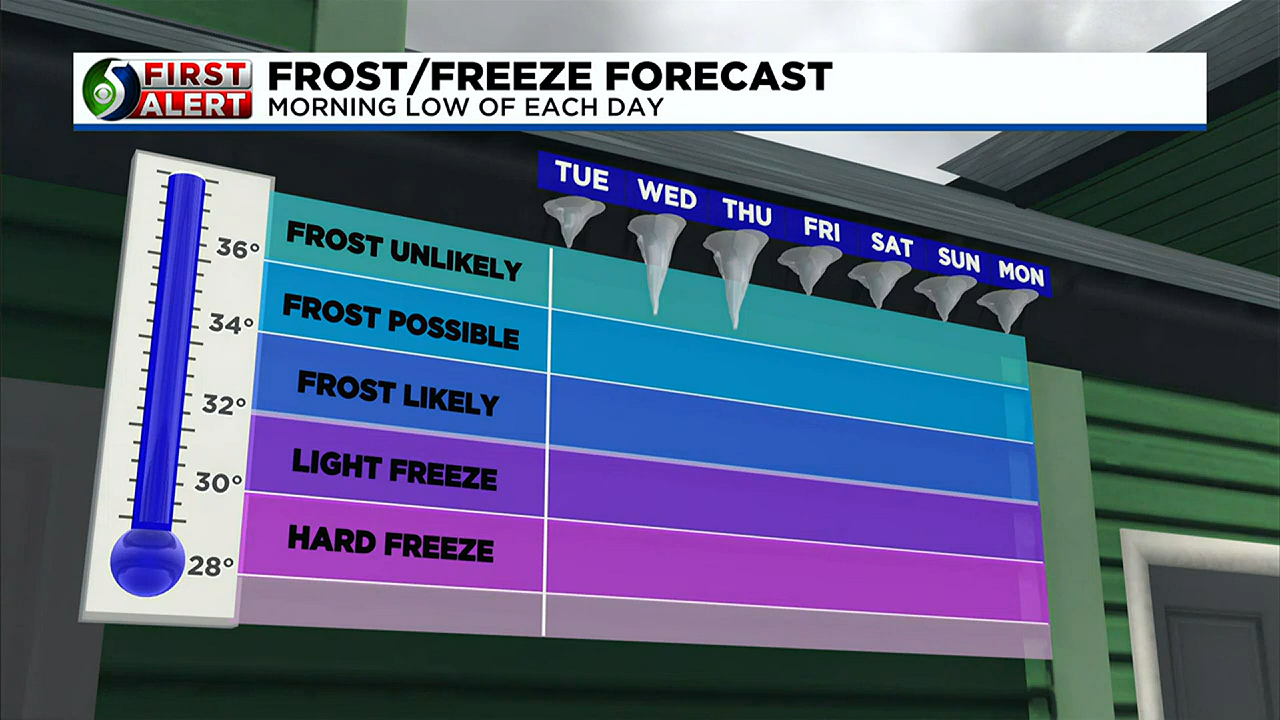 5 FIRST ALERT
FROST/FREEZE FORECAST
MORNING LOW OF EACH DAY
TUE WED THU FRI SAT SUN MON
36°
FROST UNLIKELY
34°
FROST POSSIBLE
32°
FROST LIKELY
30°
LIGHT FREEZE
28°
HARD FREEZE